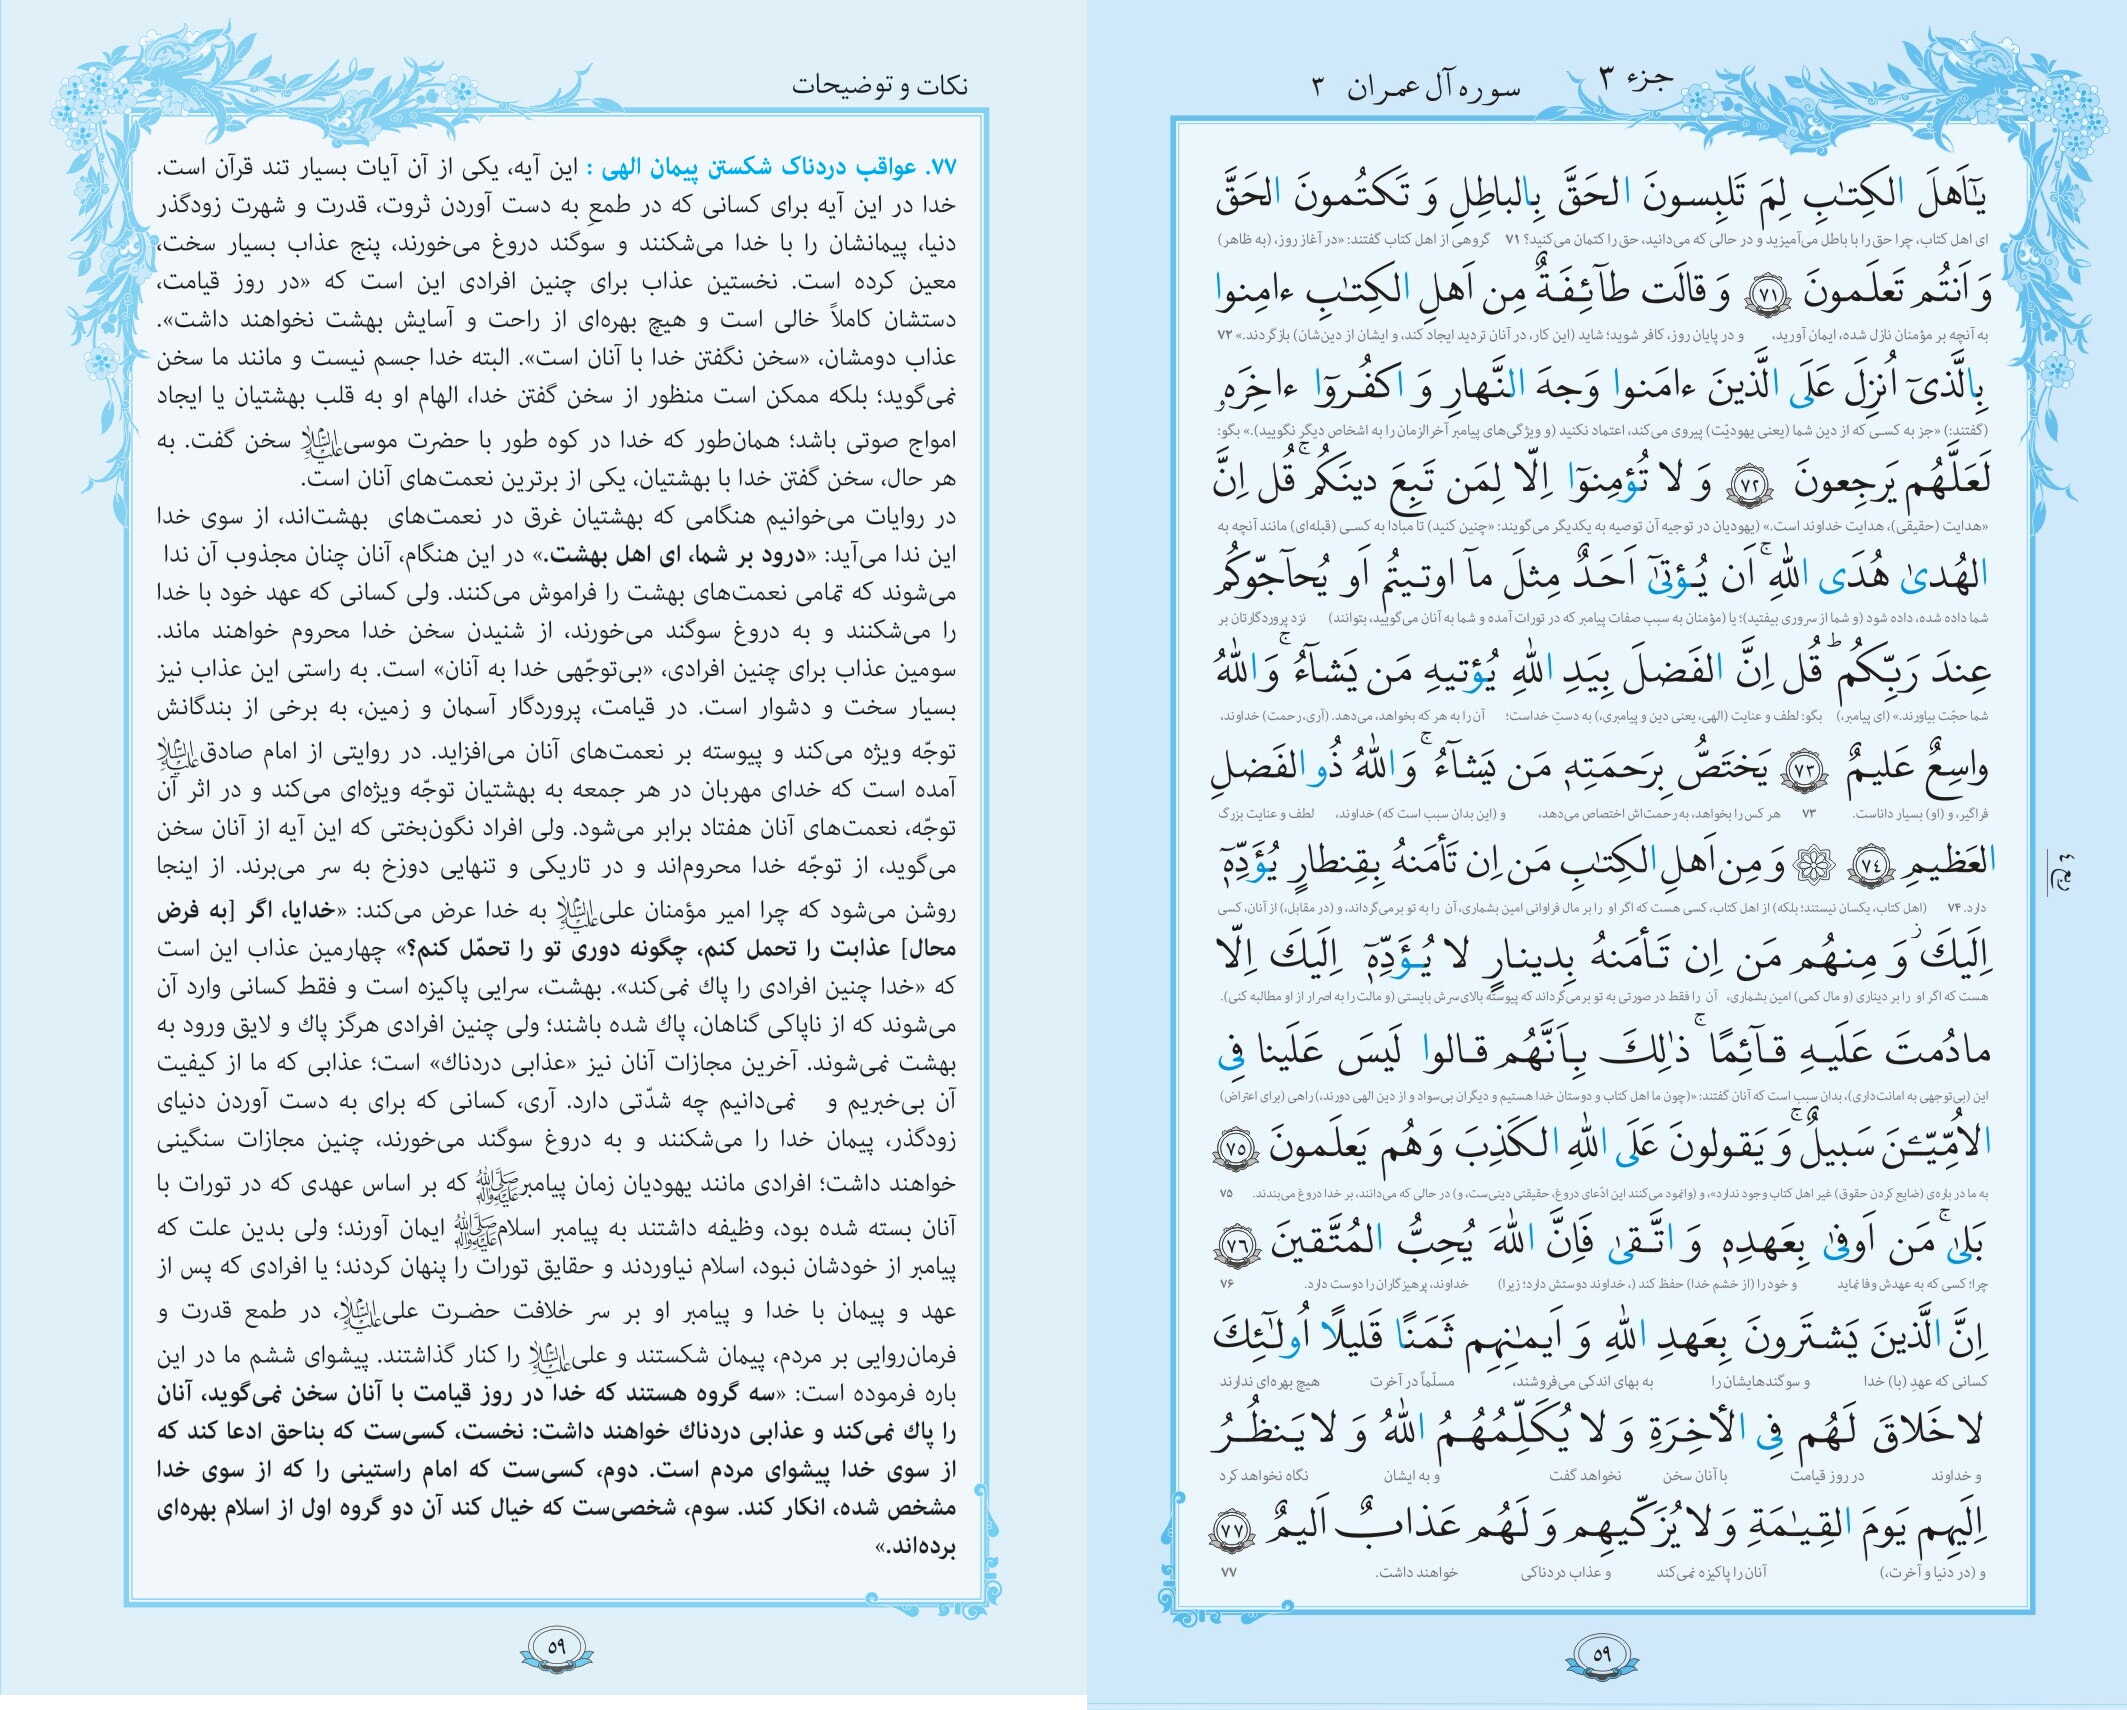 جزء ۳
سوره آل عمران ۳
يٰۤاَهلَ الكِتٰبِ لِمَ تَلبِسونَ الحَقَّ بِالباطِلِ وَ تَكتُمونَ الحَقَّ
ای اهل کتاب، چرا حق را با باطل می‌آمیزید و در حالی که می‌دانید، حق را کتمان می‌کنید؟ ۷۱ گروهی از اهل کتاب گفتند: «در آغاز روز، (به ظاهر)
وَ اَنتُم تَعلَمونَ ﴿۷۱﴾ وَ قالَت طآئِفَةٌ مِن اَهلِ الكِتٰبِ ءامِنوا
به آنچه بر مؤمنان نازل شده، ایمان آورید، و در پایان روز، کافر شوید؛ شاید (این کار، در آنان تردید ایجاد کند، و ایشان از دین‌شان) بازگردند.» ۷۲
بِالَّذیٓ اُنزِلَ عَلَى الَّذينَ ءامَنوا وَجهَ النَّهارِ وَ اكفُروٓا ءاخِرَهٗ
(گفتند:) «جز به کسی که از دین شما (یعنی یهودیّت) پیروی می‌کند، اعتماد نکنید (و ویژگی‌های پیامبر آخرالزمان را به اشخاص دیگر نگویید).» بگو:
لَعَلَّهُم يَرجِعونَ ﴿۷۲﴾ وَ لا تُؤمِنوٓا اِلّا لِمَن تَبِعَ دينَكُم ۚ قُل اِنَّ
«هدایت (حقیقی)، هدایت خداوند است.» (یهودیان در توجیه آن توصیه به یکدیگر می‌گویند: «چنین کنید) تا مبادا به کسی (قبله‌ای) مانند آنچه به
الهُدىٰ هُدَى اللّٰهِ ۚ اَن يُؤتىٰٓ اَحَدٌ مِثلَ مآ اوتيتُم اَو يُحآجّوكُم
شما داده شده، داده شود (و شما از سروری بیفتید)؛ یا (مؤمنان به سبب صفات پیامبر که در تورات آمده و شما به آنان می‌گویید، بتوانند) نزد پروردگارتان بر
عِندَ رَبِّكُم ؕ قُل اِنَّ الفَضلَ بِيَدِ اللّٰهِ يُؤتيهِ مَن يَشآءُ ۚ وَ اللّٰهُ
شما حجّت بیاورند.» (ای پیامبر،) بگو: لطف و عنایت (الهی، یعنی دین و پیامبری،) به دستِ خداست؛ آن را به هر که بخواهد، می‌دهد. (آری، رحمت) خداوند،
واسِعٌ عَليمٌ ﴿۷۳﴾ يَختَصُّ بِرَحمَتِهٖ مَن يَشآءُ ۚ وَ اللّٰهُ ذُو الفَضلِ
فراگیر، و (او) بسیار داناست. ۷۳ هر کس را بخواهد، به رحمت‌اش اختصاص می‌دهد، و (این بدان سبب است که) خداوند، لطف و عنایت بزرگ
العَظيمِ ﴿۷۴﴾ وَ مِن اَهلِ الكِتٰبِ مَن اِن تَأمَنهُ بِقِنطارٍ يُؤَدِّهٖٓ
دارد. ۷۴ (اهل کتاب، یکسان نیستند؛ بلکه) از اهل کتاب، کسی هست که اگر او را بر مال فراوانی امین بشماری، آن را به تو برمی‌گرداند، و (در مقابل،) از آنان، کسی
ربع ٤
اِلَيكَ ۡ وَ مِنهُم مَن اِن تَأمَنهُ بِدينارٍ لا يُؤَدِّهٖٓ اِلَيكَ اِلّا
هست که اگر او را بر دیناری (و مال کمی) امین بشماری، آن را فقط در صورتی به تو برمی‌گرداند که پیوسته بالای سرش بایستی (و مالت را به اصرار از او مطالبه کنی).
مادُمتَ عَلَيهِ قآئِمًا ۚ ذٰلِكَ بِاَنَّهُم قالوا لَيسَ عَلَينا فِی
این (بی‌توجهی به امانت‌داری)، بدان سبب است که آنان گفتند: «(چون ما اهل کتاب و دوستان خدا هستیم و دیگران بی‌سواد و از دین الهی دورند،) راهی (برای اعتراض)
الاُمِّيّـٖنَ سَبيلٌ ۚ وَ يَقولونَ عَلَى اللّٰهِ الكَذِبَ وَ هُم يَعلَمونَ ﴿۷۵﴾
به ما در باره‌ی (ضایع کردن حقوق) غیر اهل کتاب وجود ندارد»، و (وانمود می‌کنند این ادّعای دروغ، حقیقتی دینی‌ست، و) در حالی که می‌دانند، بر خدا دروغ می‌بندند. ۷۵
بَلىٰ ۚ مَن اَوفىٰ بِعَهدِهٖ وَ اتَّقىٰ فَاِنَّ اللّٰهَ يُحِبُّ المُتَّقينَ ﴿۷۶﴾
چرا؛ کسی که به عهدش وفا نماید و خود را (از خشم خدا) حفظ کند (، خداوند دوستش دارد؛ زیرا) خداوند، پرهیزگاران را دوست دارد. ۷۶
اِنَّ الَّذينَ يَشتَرونَ بِعَهدِ اللّٰهِ وَ اَيمٰنِهِم ثَمَنًا قَليلًا اُولٰٓئِكَ
کسانی که عهدِ (با) خدا و سوگندهایشان را به بهای اندکی می‌فروشند، مسلّماً در آخرت هیچ بهره‌ای ندارند
لا خَلاقَ لَهُم فِی الأخِرَةِ وَ لا يُكَلِّمُهُمُ اللّٰهُ وَ لا يَنظُرُ
و خداوند در روز قیامت با آنان سخن نخواهد گفت و به ایشان نگاه نخواهد کرد
اِلَيهِم يَومَ القِيٰمَةِ وَ لا يُزَكّيهِم وَ لَهُم عَذابٌ اَليمٌ ﴿۷۷﴾
و (در دنیا و آخرت،) آنان را پاکیزه نمی‌کند و عذاب دردناکی خواهند داشت. ۷۷
۵۹
نکات و توضیحات
۷۷. عواقب دردناک شکستن پیمان الهی : این آیه، یکی از آن آیات بسیار تند قرآن است.
خدا در این آیه برای کسانی که در طمعِ به دست آوردن ثروت، قدرت و شهرت زودگذر
دنیا، پیمانشان را با خدا می‌شکنند و سوگند دروغ می‌خورند، پنج عذاب بسیار سخت،
معین کرده است. نخستین عذاب برای چنین افرادی این است که «در روز قیامت،
دستشان کاملاً خالی است و هیچ بهره‌ای از راحت و آسایش بهشت نخواهند داشت».
عذاب دومشان، «سخن نگفتن خدا با آنان است». البته خدا جسم نیست و مانند ما سخن
نمی‌گوید؛ بلکه ممکن است منظور از سخن گفتن خدا، الهام او به قلب بهشتیان یا ایجاد
امواج صوتی باشد؛ همان‌طور که خدا در کوه طور با حضرت موسی علیه‌السلام سخن گفت. به
هر حال، سخن گفتن خدا با بهشتیان، یکی از برترین نعمت‌های آنان است.
در روایات می‌خوانیم هنگامی که بهشتیان غرق در نعمت‌های بهشت‌اند، از سوی خدا
این ندا می‌آید: «درود بر شما، ای اهل بهشت.» در این هنگام، آنان چنان مجذوب آن ندا
می‌شوند که تمامی نعمت‌های بهشت را فراموش می‌کنند. ولی کسانی که عهد خود با خدا
را می‌شکنند و به دروغ سوگند می‌خورند، از شنیدن سخن خدا محروم خواهند ماند.
سومین عذاب برای چنین افرادی، «بی‌توجّهی خدا به آنان» است. به راستی این عذاب نیز
بسیار سخت و دشوار است. در قیامت، پروردگار آسمان و زمین، به برخی از بندگانش
توجّه ویژه می‌کند و پیوسته بر نعمت‌های آنان می‌افزاید. در روایتی از امام صادق علیه‌السلام
آمده است که خدای مهربان در هر جمعه به بهشتیان توجّه ویژه‌ای می‌کند و در اثر آن
توجّه، نعمت‌های آنان هفتاد برابر می‌شود. ولی افراد نگون‌بختی که این آیه از آنان سخن
می‌گوید، از توجّه خدا محروم‌اند و در تاریکی و تنهایی دوزخ به سر می‌برند. از اینجا
روشن می‌شود که چرا امیر مؤمنان علی علیه‌السلام به خدا عرض می‌کند: «خدایا، اگر [به فرض
محال] عذابت را تحمل کنم، چگونه دوری تو را تحمّل کنم؟» چهارمین عذاب این است
که «خدا چنین افرادی را پاك نمی‌کند». بهشت، سرایی پاکیزه است و فقط کسانی وارد آن
می‌شوند که از ناپاکی گناهان، پاك شده باشند؛ ولی چنین افرادی هرگز پاك و لایق ورود به
بهشت نمی‌شوند. آخرین مجازات آنان نیز «عذابی دردناك» است؛ عذابی که ما از کیفیت
آن بی‌خبریم و نمی‌دانیم چه شدّتی دارد. آری، کسانی که برای به دست آوردن دنیای
زودگذر، پیمان خدا را می‌شکنند و به دروغ سوگند می‌خورند، چنین مجازات سنگینی
خواهند داشت؛ افرادی مانند یهودیان زمان پیامبر ﷺ که بر اساس عهدی که در تورات با
آنان بسته شده بود، وظیفه داشتند به پیامبر اسلام ﷺ ایمان آورند؛ ولی بدین علت که
پیامبر از خودشان نبود، اسلام نیاوردند و حقایق تورات را پنهان کردند؛ یا افرادی که پس از
عهد و پیمان با خدا و پیامبر او بر سر خلافت حضرت علی علیه‌السلام، در طمع قدرت و
فرمان‌روایی بر مردم، پیمان شکستند و علی علیه‌السلام را کنار گذاشتند. پیشوای ششم ما در این
باره فرموده است: «سه گروه هستند که خدا در روز قیامت با آنان سخن نمی‌گوید، آنان
را پاك نمی‌کند و عذابی دردناك خواهند داشت: نخست، کسی‌ست که بناحق ادعا کند که
از سوی خدا پیشوای مردم است. دوم، کسی‌ست که امام راستینی را که از سوی خدا
مشخص شده، انکار کند. سوم، شخصی‌ست که خیال کند آن دو گروه اول از اسلام بهره‌ای
برده‌اند.»
۵۹